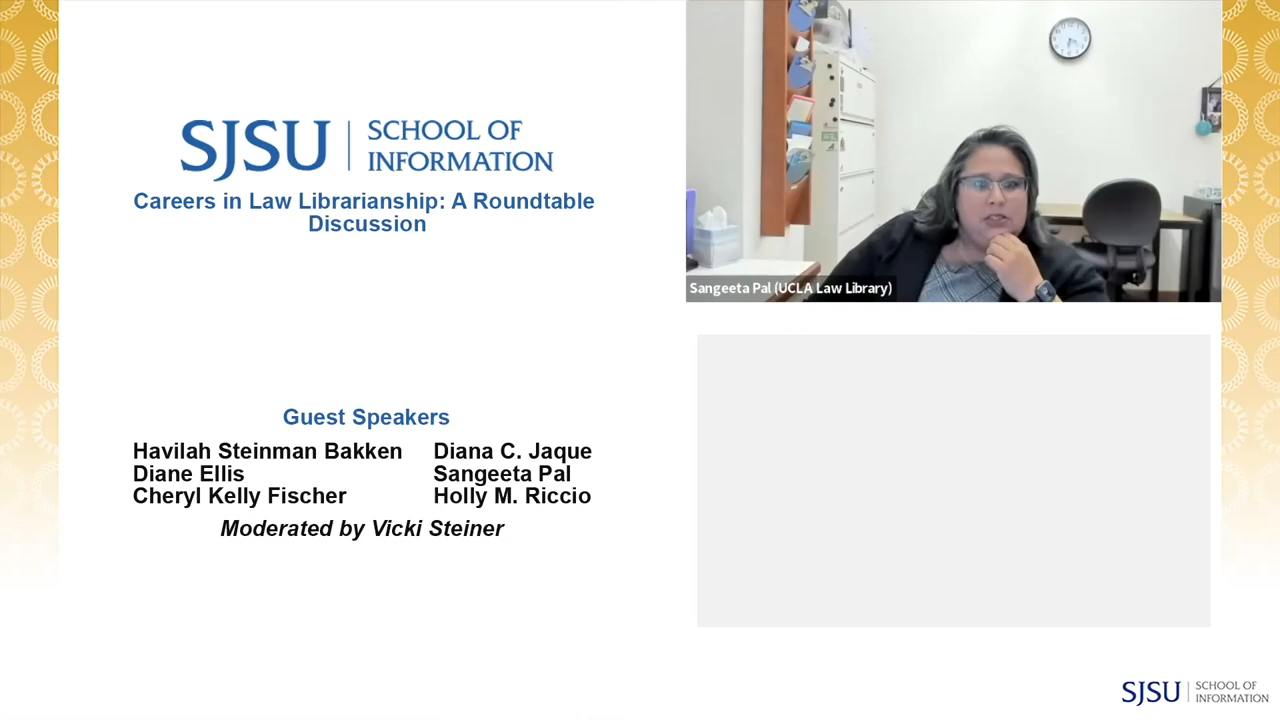 SJSU | SCHOOL OF
INFORMATION
Careers in Law Librarianship: A Roundtable
Discussion
Sangeeta Pal (UCLA Law Library)
Guest Speakers
Havilah Steinman Bakken
Diane Ellis
Cheryl Kelly Fischer
Diana C. Jaque
Sangeeta Pal
Holly M. Riccio
Moderated by Vicki Steiner
SJSU | SCHOOL OF
INFORMATION